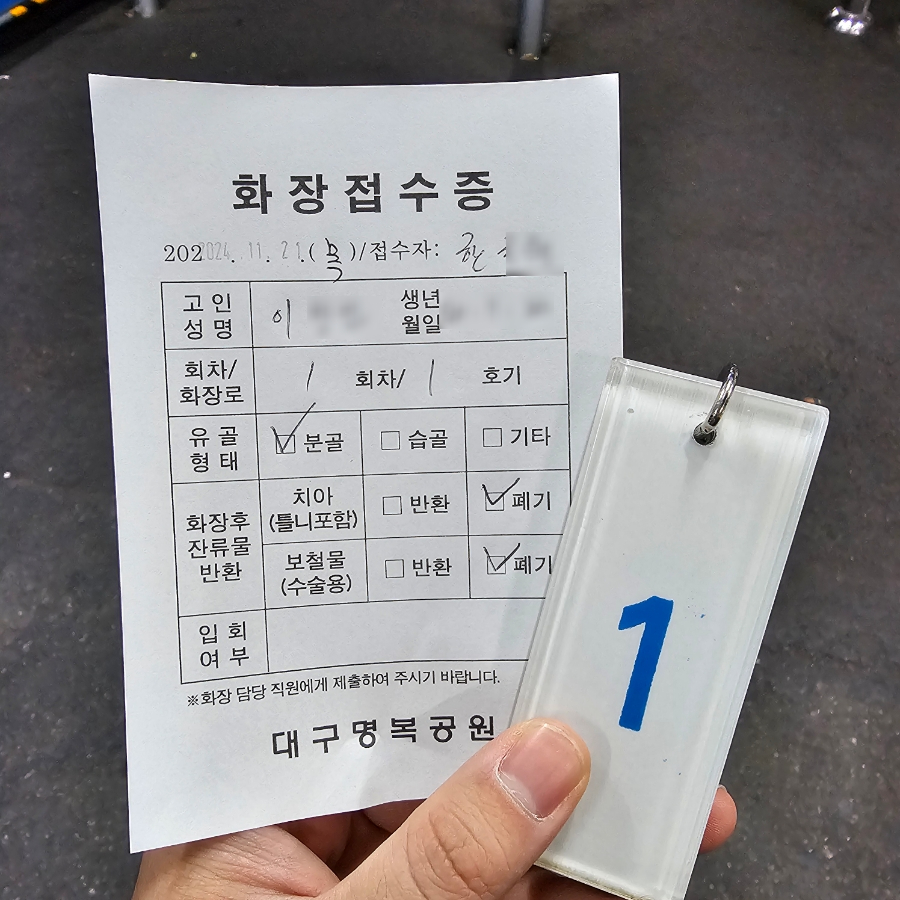 화장접수증
2022024. 11. 21.(목)/접수자: 한
고인 성명 이 생년 월일
회차/ 화장로 1 회차/ 1 호기
유골 형태 ☑ 분골 ☐ 습골 ☐ 기타
화장후 잔류물 반환
치아 (틀니포함) ☐ 반환 ☑ 폐기
보철물 (수술용) ☐ 반환 ☑ 폐기
입회 여부
※화장 담당 직원에게 제출하여 주시기 바랍니다.
대구명복공원
1